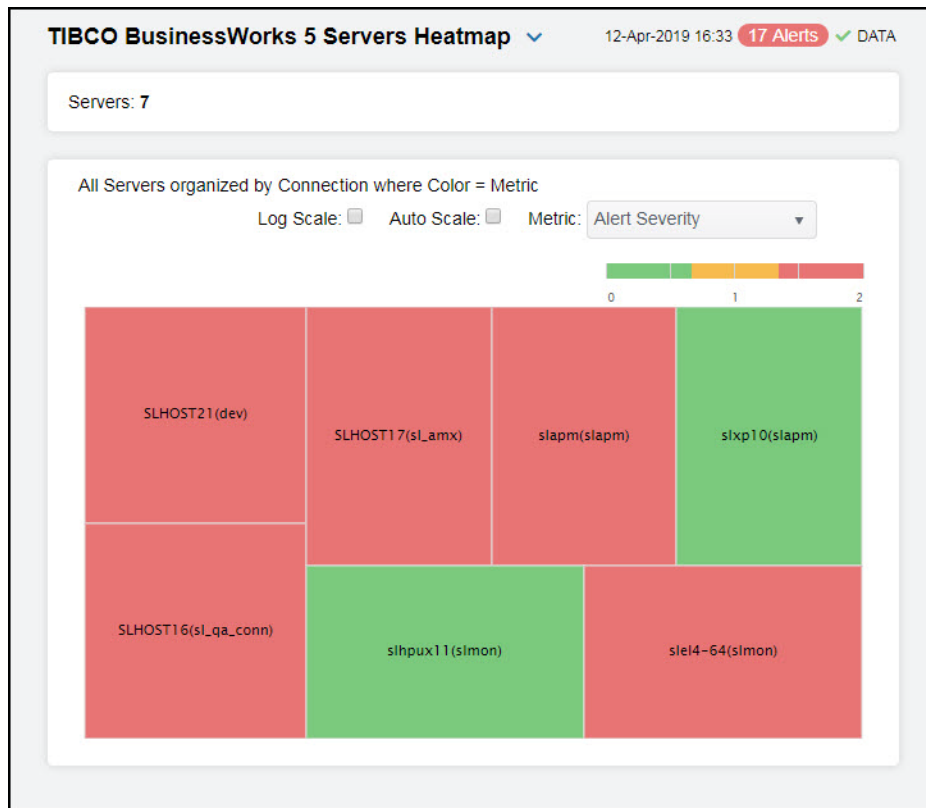 TIBCO BusinessWorks 5 Servers Heatmap 12-Apr-2019 16:33 17 Alerts DATA
Servers: 7
All Servers organized by Connection where Color = Metric
Log Scale: Auto Scale: Metric: Alert Severity
0 1 2
SLHOST21(dev)
SLHOST17(sl_amx) slapm(slapm) slxp10(slapm)
SLHOST16(sl_qa_conn)
slhpux11(slmon) slel4-64(slmon)